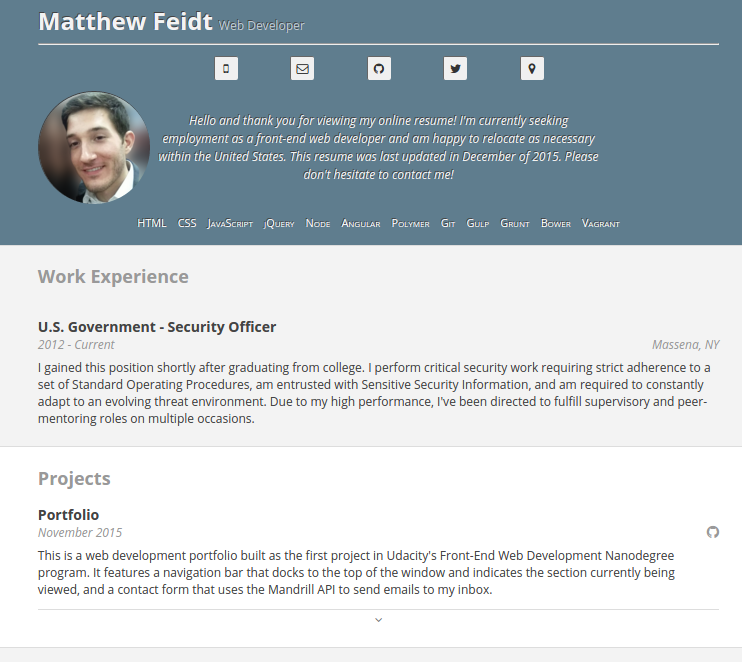 Matthew Feidt Web Developer
Hello and thank you for viewing my online resume! I'm currently seeking
employment as a front-end web developer and am happy to relocate as necessary
within the United States. This resume was last updated in December of 2015. Please
don't hesitate to contact me!
HTML CSS JavaScript jQuery Node Angular Polymer Git Gulp Grunt Bower Vagrant
Work Experience
U.S. Government - Security Officer
2012 - Current Massena, NY
I gained this position shortly after graduating from college. I perform critical security work requiring strict adherence to a
set of Standard Operating Procedures, am entrusted with Sensitive Security Information, and am required to constantly
adapt to an evolving threat environment. Due to my high performance, I've been directed to fulfill supervisory and peer-
mentoring roles on multiple occasions.
Projects
Portfolio
November 2015
This is a web development portfolio built as the first project in Udacity's Front-End Web Development Nanodegree
program. It features a navigation bar that docks to the top of the window and indicates the section currently being
viewed, and a contact form that uses the Mandrill API to send emails to my inbox.